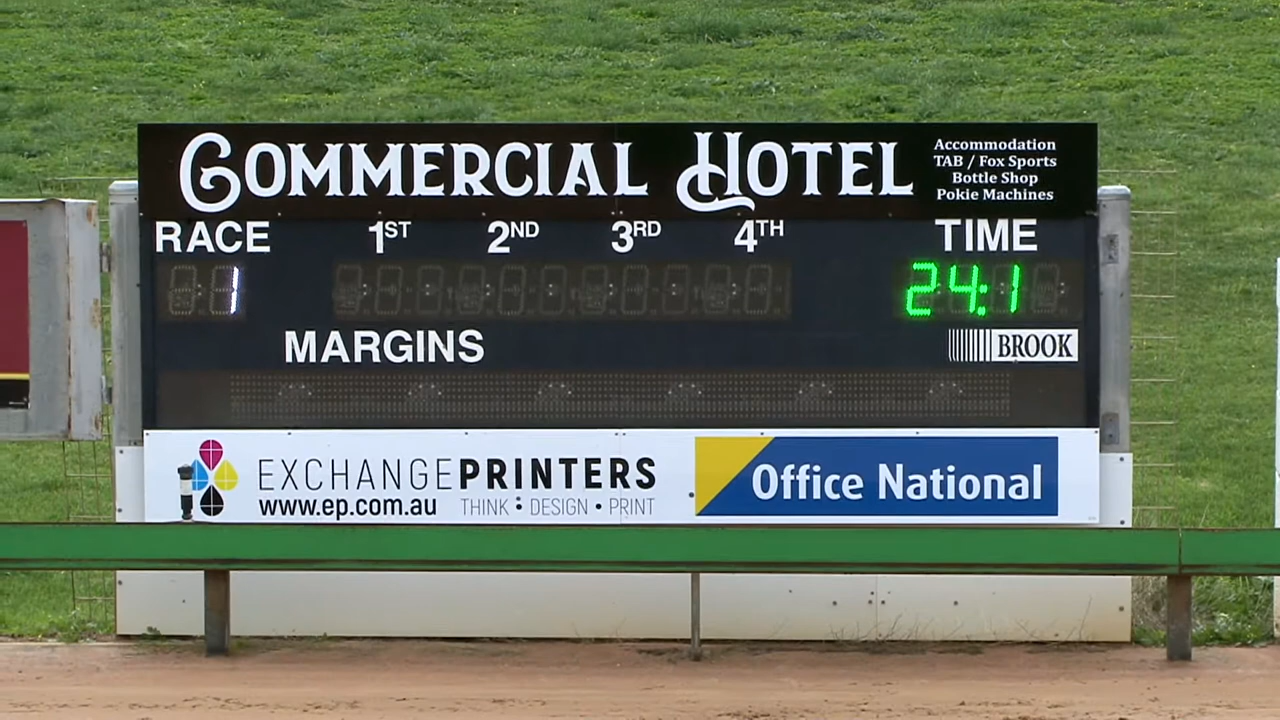 COMMERCIAL HOTEL
Accommodation
TAB / Fox Sports
Bottle Shop
Pokie Machines
RACE 1ST 2ND 3RD 4TH TIME
1 24:1
MARGINS
BROOK
EXCHANGEPRINTERS
www.ep.com.au THINK : DESIGN • PRINT
Office National